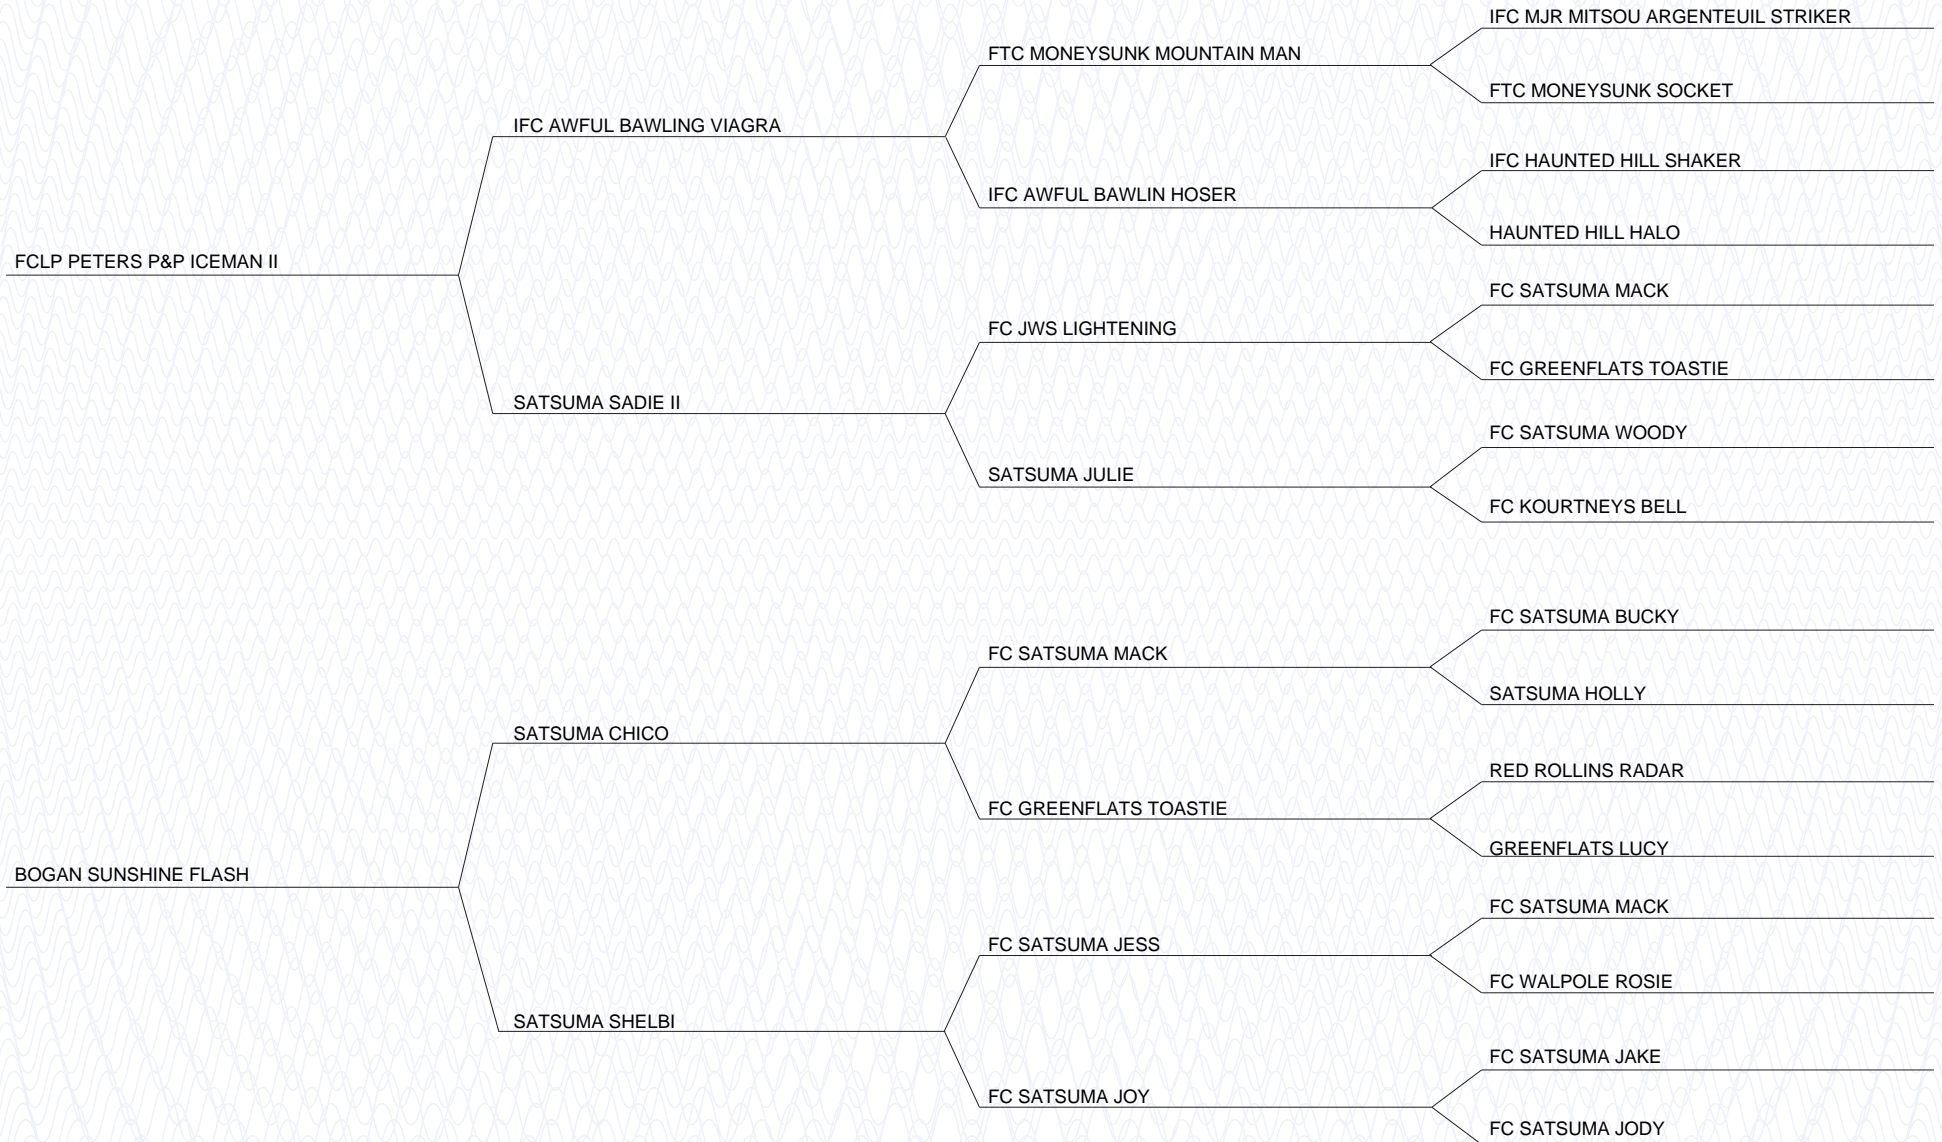 IFC MJR MITSOU ARGENTEUIL STRIKER
FTC MONEYSUNK MOUNTAIN MAN
FTC MONEYSUNK SOCKET
IFC AWFUL BAWLING VIAGRA
IFC HAUNTED HILL SHAKER
IFC AWFUL BAWLIN HOSER
HAUNTED HILL HALO
FCLP PETERS P&P ICEMAN II
FC SATSUMA MACK
FC JWS LIGHTENING
FC GREENFLATS TOASTIE
SATSUMA SADIE II
FC SATSUMA WOODY
SATSUMA JULIE
FC KOURTNEYS BELL
FC SATSUMA BUCKY
FC SATSUMA MACK
SATSUMA HOLLY
SATSUMA CHICO
RED ROLLINS RADAR
FC GREENFLATS TOASTIE
GREENFLATS LUCY
BOGAN SUNSHINE FLASH
FC SATSUMA MACK
FC SATSUMA JESS
FC WALPOLE ROSIE
SATSUMA SHELBI
FC SATSUMA JAKE
FC SATSUMA JOY
FC SATSUMA JODY